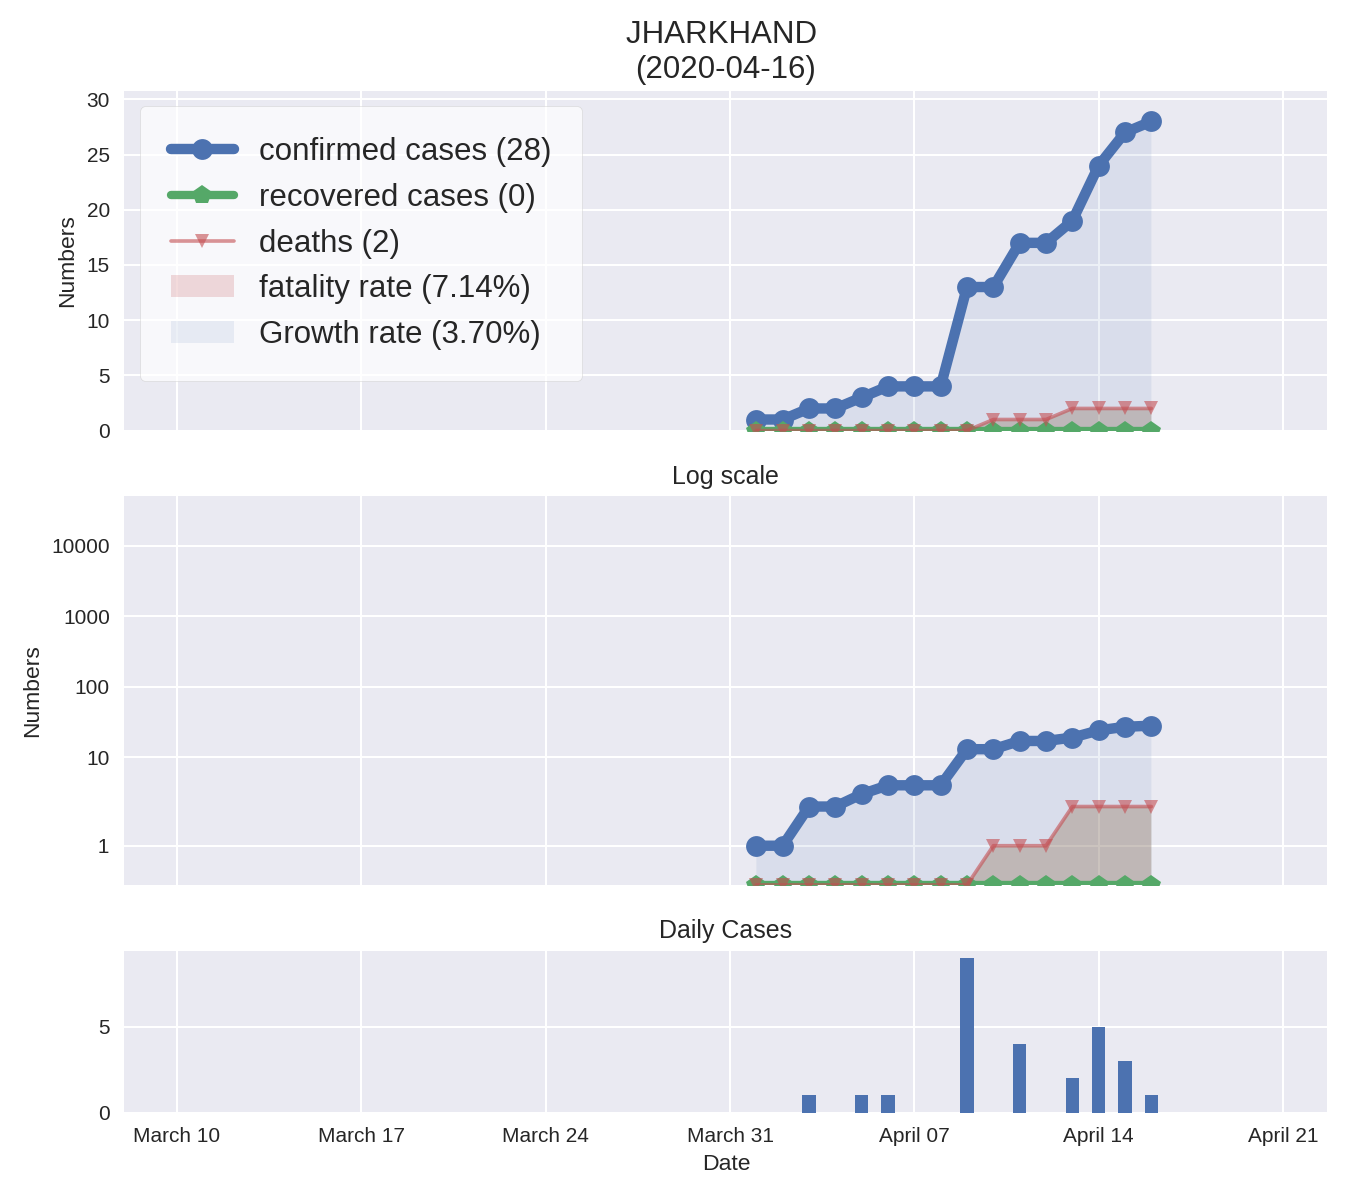 JHARKHAND
(2020-04-16)
30
25
20
15
10
5
0
Numbers
confirmed cases (28)
recovered cases (0)
deaths (2)
fatality rate (7.14%)
Growth rate (3.70%)
Log scale
10000
1000
100
10
1
Numbers
Daily Cases
5
0
March 10 March 17 March 24 March 31 April 07 April 14 April 21
Date